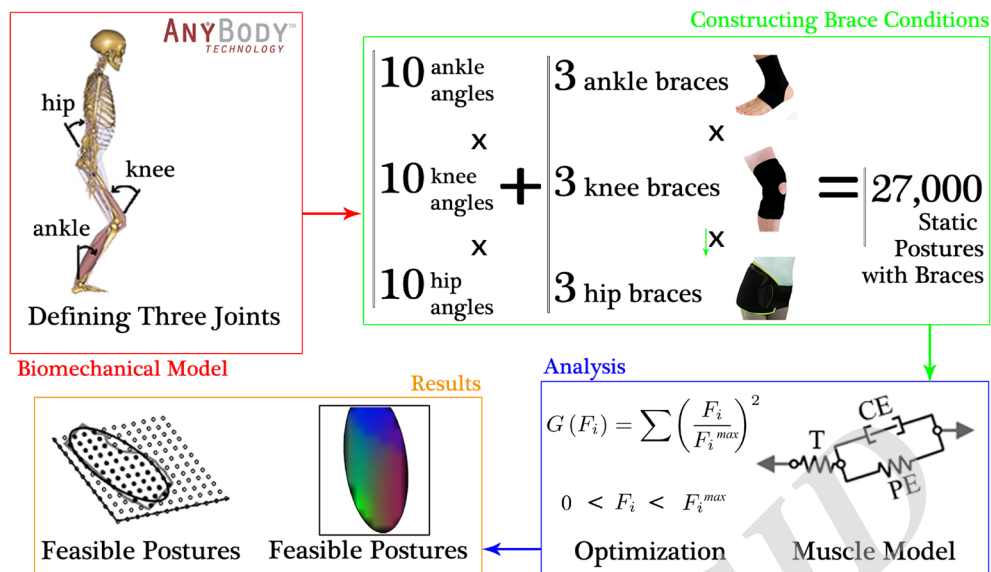 ANYBODY™
TECHNOLOGY
hip
knee
ankle
Defining Three Joints
Biomechanical Model
Constructing Brace Conditions
10 ankle
angles
x
10 knee
angles
x
10 hip
angles
+
3 ankle braces
x
3 knee braces
x
3 hip braces
=
27,000
Static
Postures
with Braces
Analysis
G (F_i) = ∑ (F_i / F_i^max)^2
0 < F_i < F_i^max
Optimization
CE
T
PE
Muscle Model
Results
Feasible Postures
Feasible Postures